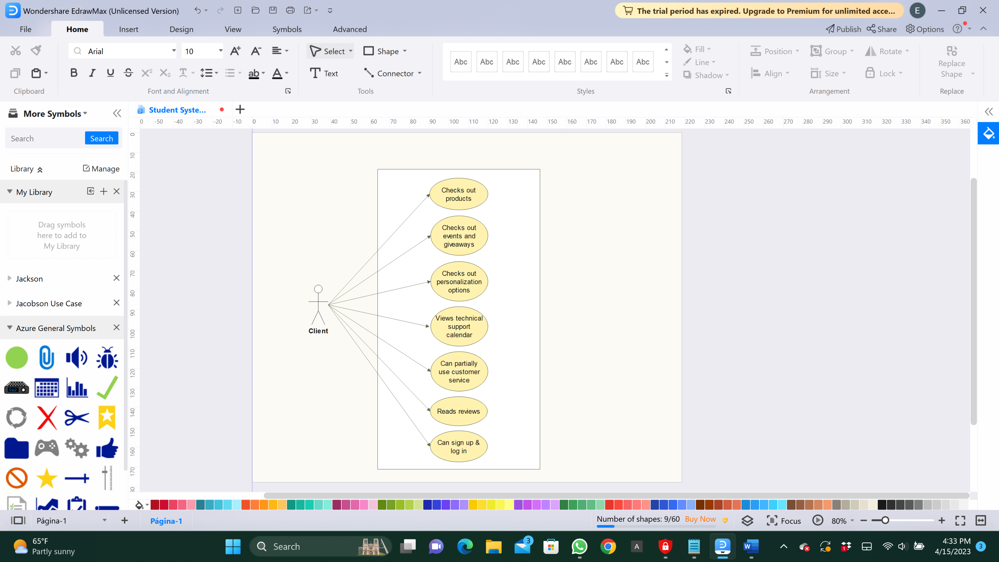 Wondershare EdrawMax (Unlicensed Version)
The trial period has expired. Upgrade to Premium for unlimited acce...
E
File
Home
Insert
Design
View
Symbols
Advanced
Publish
Share
Options
Arial
10
Select
Shape
Text
Connector
Abc Abc Abc Abc Abc Abc Abc Abc
Fill
Line
Shadow
Position
Group
Rotate
Align
Size
Lock
Replace
Shape
Clipboard
Font and Alignment
Tools
Styles
Arrangement
Replace
More Symbols
Student Syste...
0 -50 -40 -30 -20 -10 0 10 20 30 40 50 60 70 80 90 100 110 120 130 140 150 160 170 180 190 200 210 220 230 240 250 260 270 280 290 300 310 320 330 340 350 360
0 10 20 30 40 50 60 70 80 90 100 110 120 130 140 150 160 170
Search
Search
Library
Manage
My Library
Drag symbols
here to add to
My Library
Jackson
Jacobson Use Case
Azure General Symbols
Checks out
products
Checks out
events and
giveaways
Checks out
personalization
options
Views technical
support
calendar
Can partially
use customer
service
Reads reviews
Can sign up &
log in
Client
Página-1
Página-1
Number of shapes: 9/60
Buy Now
Focus
80%
65°F
Partly sunny
Search
3
A
W
1
4:33 PM
4/15/2023
3